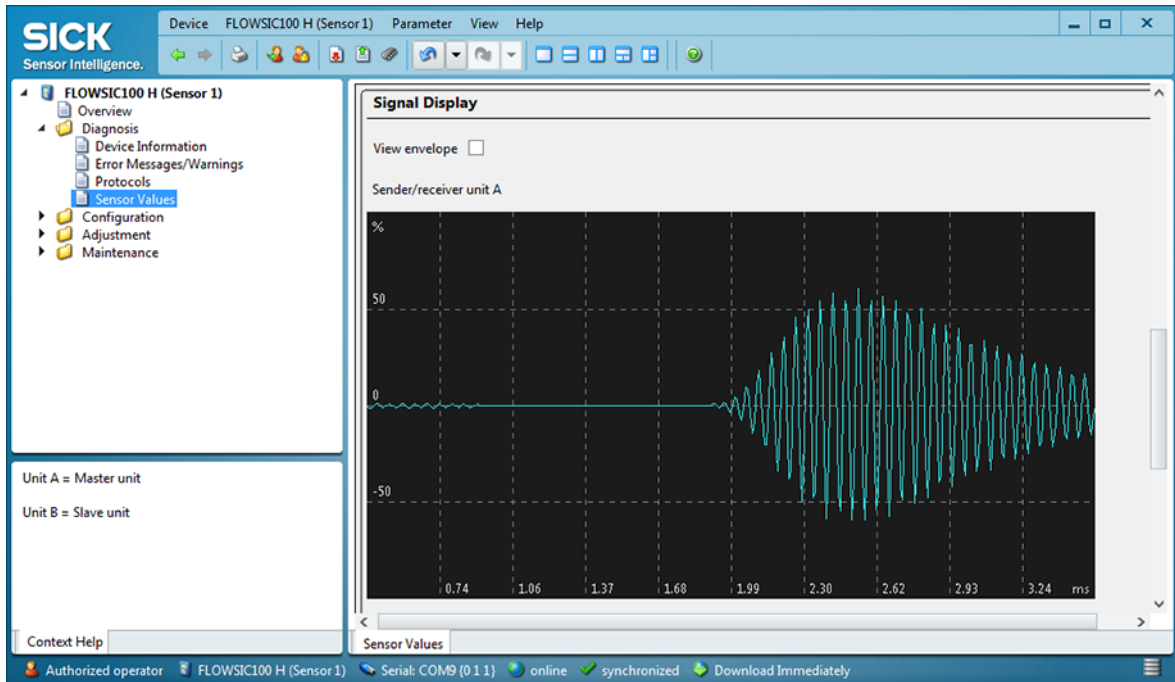 SICK
Sensor Intelligence.
Device FLOWSIC100 H (Sensor 1) Parameter View Help
FLOWSIC100 H (Sensor 1)
Overview
Diagnosis
Device Information
Error Messages/Warnings
Protocols
Sensor Values
Configuration
Adjustment
Maintenance
Unit A = Master unit
Unit B = Slave unit
Context Help
Signal Display
View envelope
Sender/receiver unit A
%
50
0
-50
0.74 1.06 1.37 1.68 1.99 2.30 2.62 2.93 3.24 ms
Sensor Values
Authorized operator FLOWSIC100 H (Sensor 1) Serial: COM9 (0 1 1) online synchronized Download Immediately